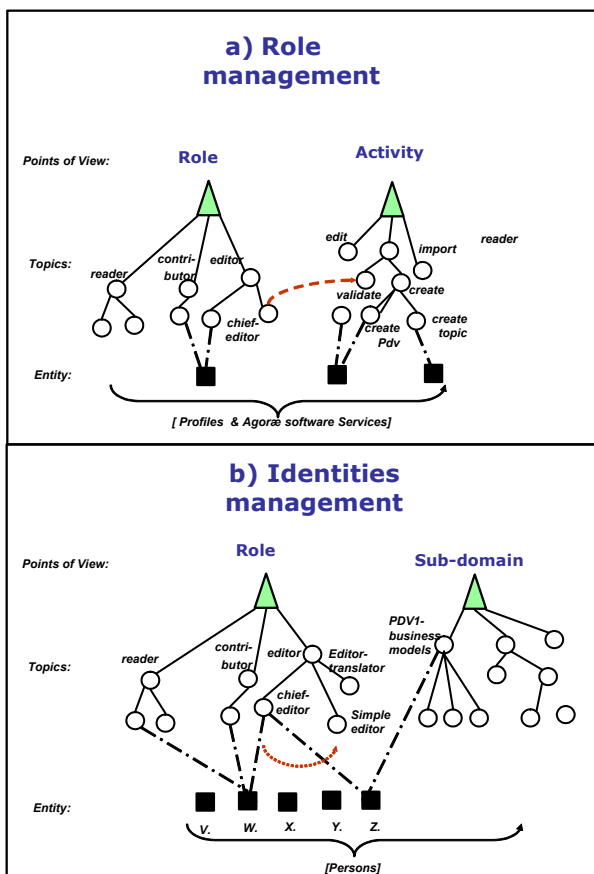 a) Role
management
Points of View:
Role
Activity
edit
import
reader
Topics:
reader
contri-
butor
editor
validate
create
chief-
editor
create
Pdv
create
topic
Entity:
[ Profiles & Agoræ software Services]
b) Identities
management
Points of View:
Role
Sub-domain
PDV1-
business
models
Topics:
reader
contri-
butor
editor
Editor-
translator
chief-
editor
Simple
editor
Entity:
V. W. X. Y. Z.
[Persons]